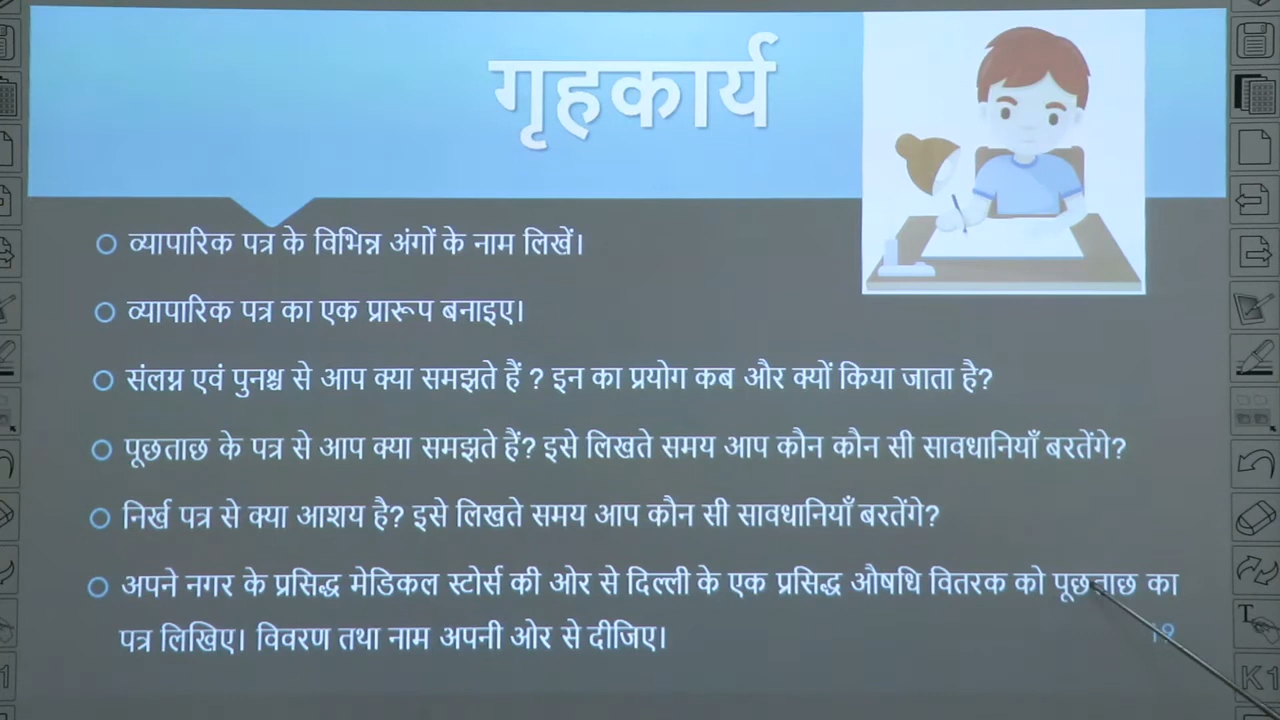 गृहकार्य
व्यापारिक पत्र के विभिन्न अंगों के नाम लिखें।
व्यापारिक पत्र का एक प्रारूप बनाइए।
संलग्न एवं पुनश्च से आप क्या समझते हैं ? इन का प्रयोग कब और क्यों किया जाता है?
पूछताछ के पत्र से आप क्या समझते हैं? इसे लिखते समय आप कौन कौन सी सावधानियाँ बरतेंगे?
निर्ख पत्र से क्या आशय है? इसे लिखते समय आप कौन सी सावधानियाँ बरतेंगे?
अपने नगर के प्रसिद्ध मेडिकल स्टोर्स की ओर से दिल्ली के एक प्रसिद्ध औषधि वितरक को पूछताछ का
पत्र लिखिए। विवरण तथा नाम अपनी ओर से दीजिए।
19
K1